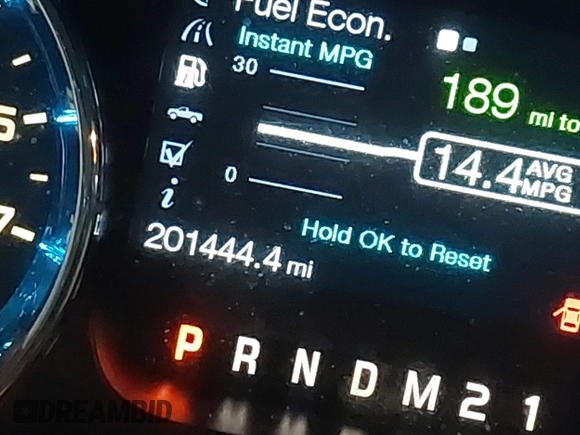 Fuel Econ.
Instant MPG
30
189 mi to
14.4 AVG MPG
0
Hold OK to Reset
201444.4 mi
P R N D M 2 1
DREAMBID